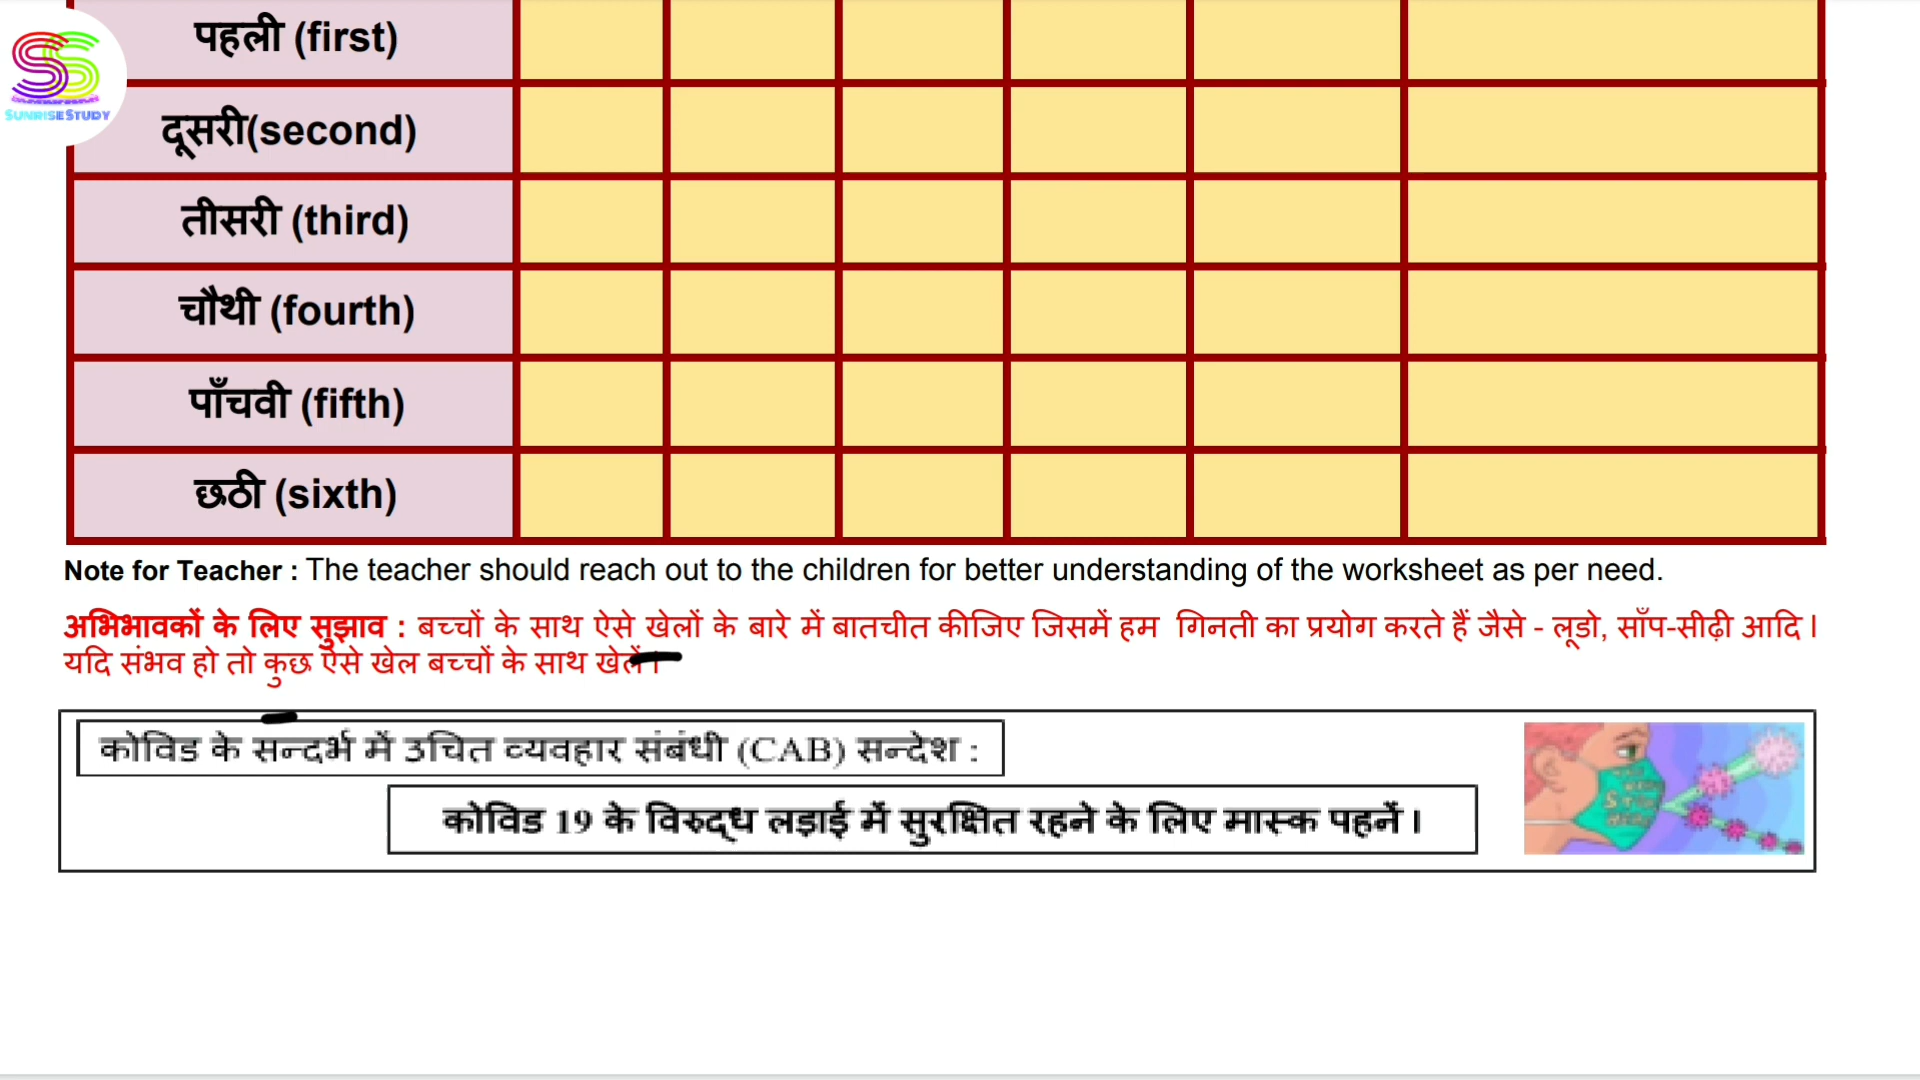 SUNRISESTUDY
पहली (first)
दूसरी(second)
तीसरी (third)
चौथी (fourth)
पाँचवी (fifth)
छठी (sixth)
Note for Teacher : The teacher should reach out to the children for better understanding of the worksheet as per need.
अभिभावकों के लिए सुझाव : बच्चों के साथ ऐसे खेलों के बारे में बातचीत कीजिए जिसमें हम गिनती का प्रयोग करते हैं जैसे - लूडो, साँप-सीढ़ी आदि।
यदि संभव हो तो कुछ ऐसे खेल बच्चों के साथ खेलें।
कोविड के सन्दर्भ में उचित व्यवहार संबंधी (CAB) सन्देश :
कोविड 19 के विरुद्ध लड़ाई में सुरक्षित रहने के लिए मास्क पहनें।